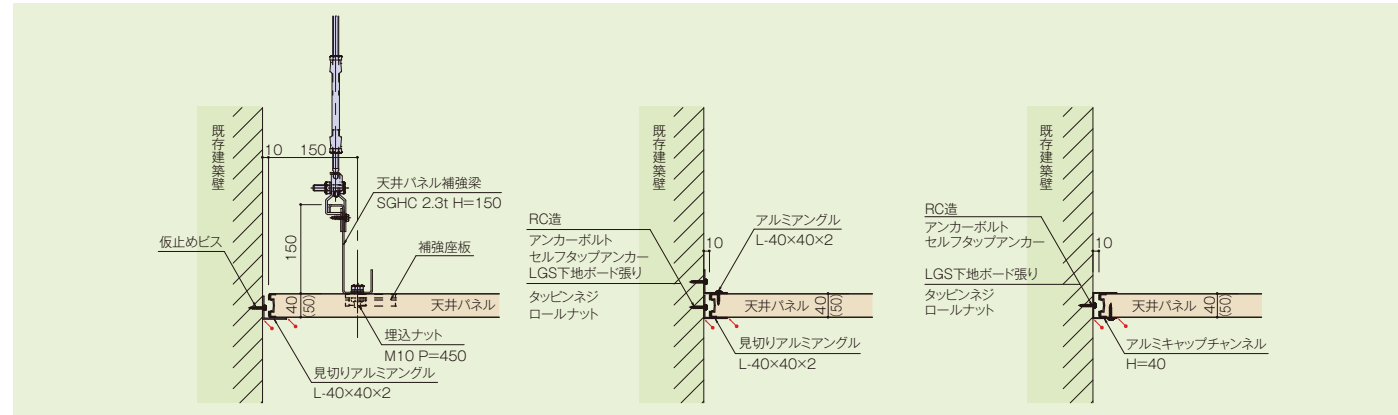 既存建築壁
10 150
天井パネル補強梁
SGHC 2.3t H=150
150
仮止めビス
補強座板
40
(50)
天井パネル
埋込ナット
M10 P=450
見切りアルミアングル
L-40×40×2
既存建築壁
RC造
アンカーボルト
セルフタップアンカー
LGS下地ボード張り
タッピンネジ
ロールナット
10
アルミアングル
L-40×40×2
天井パネル
40
(50)
見切りアルミアングル
L-40×40×2
既存建築壁
RC造
アンカーボルト
セルフタップアンカー
LGS下地ボード張り
タッピンネジ
ロールナット
10
天井パネル
40
(50)
アルミキャップチャンネル
H=40